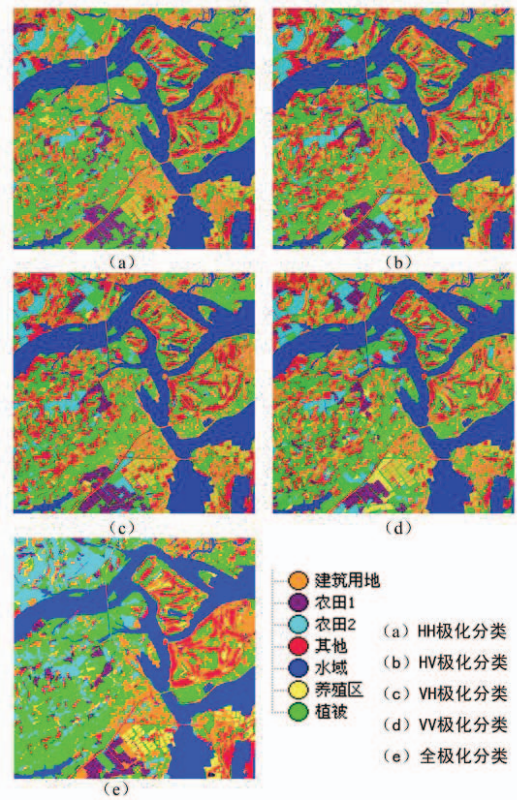 (a)
(b)
(c)
(d)
(e)
建筑用地
农田1
农田2
其他
水域
养殖区
植被
(a) HH极化分类
(b) HV极化分类
(c) VH极化分类
(d) VV极化分类
(e) 全极化分类